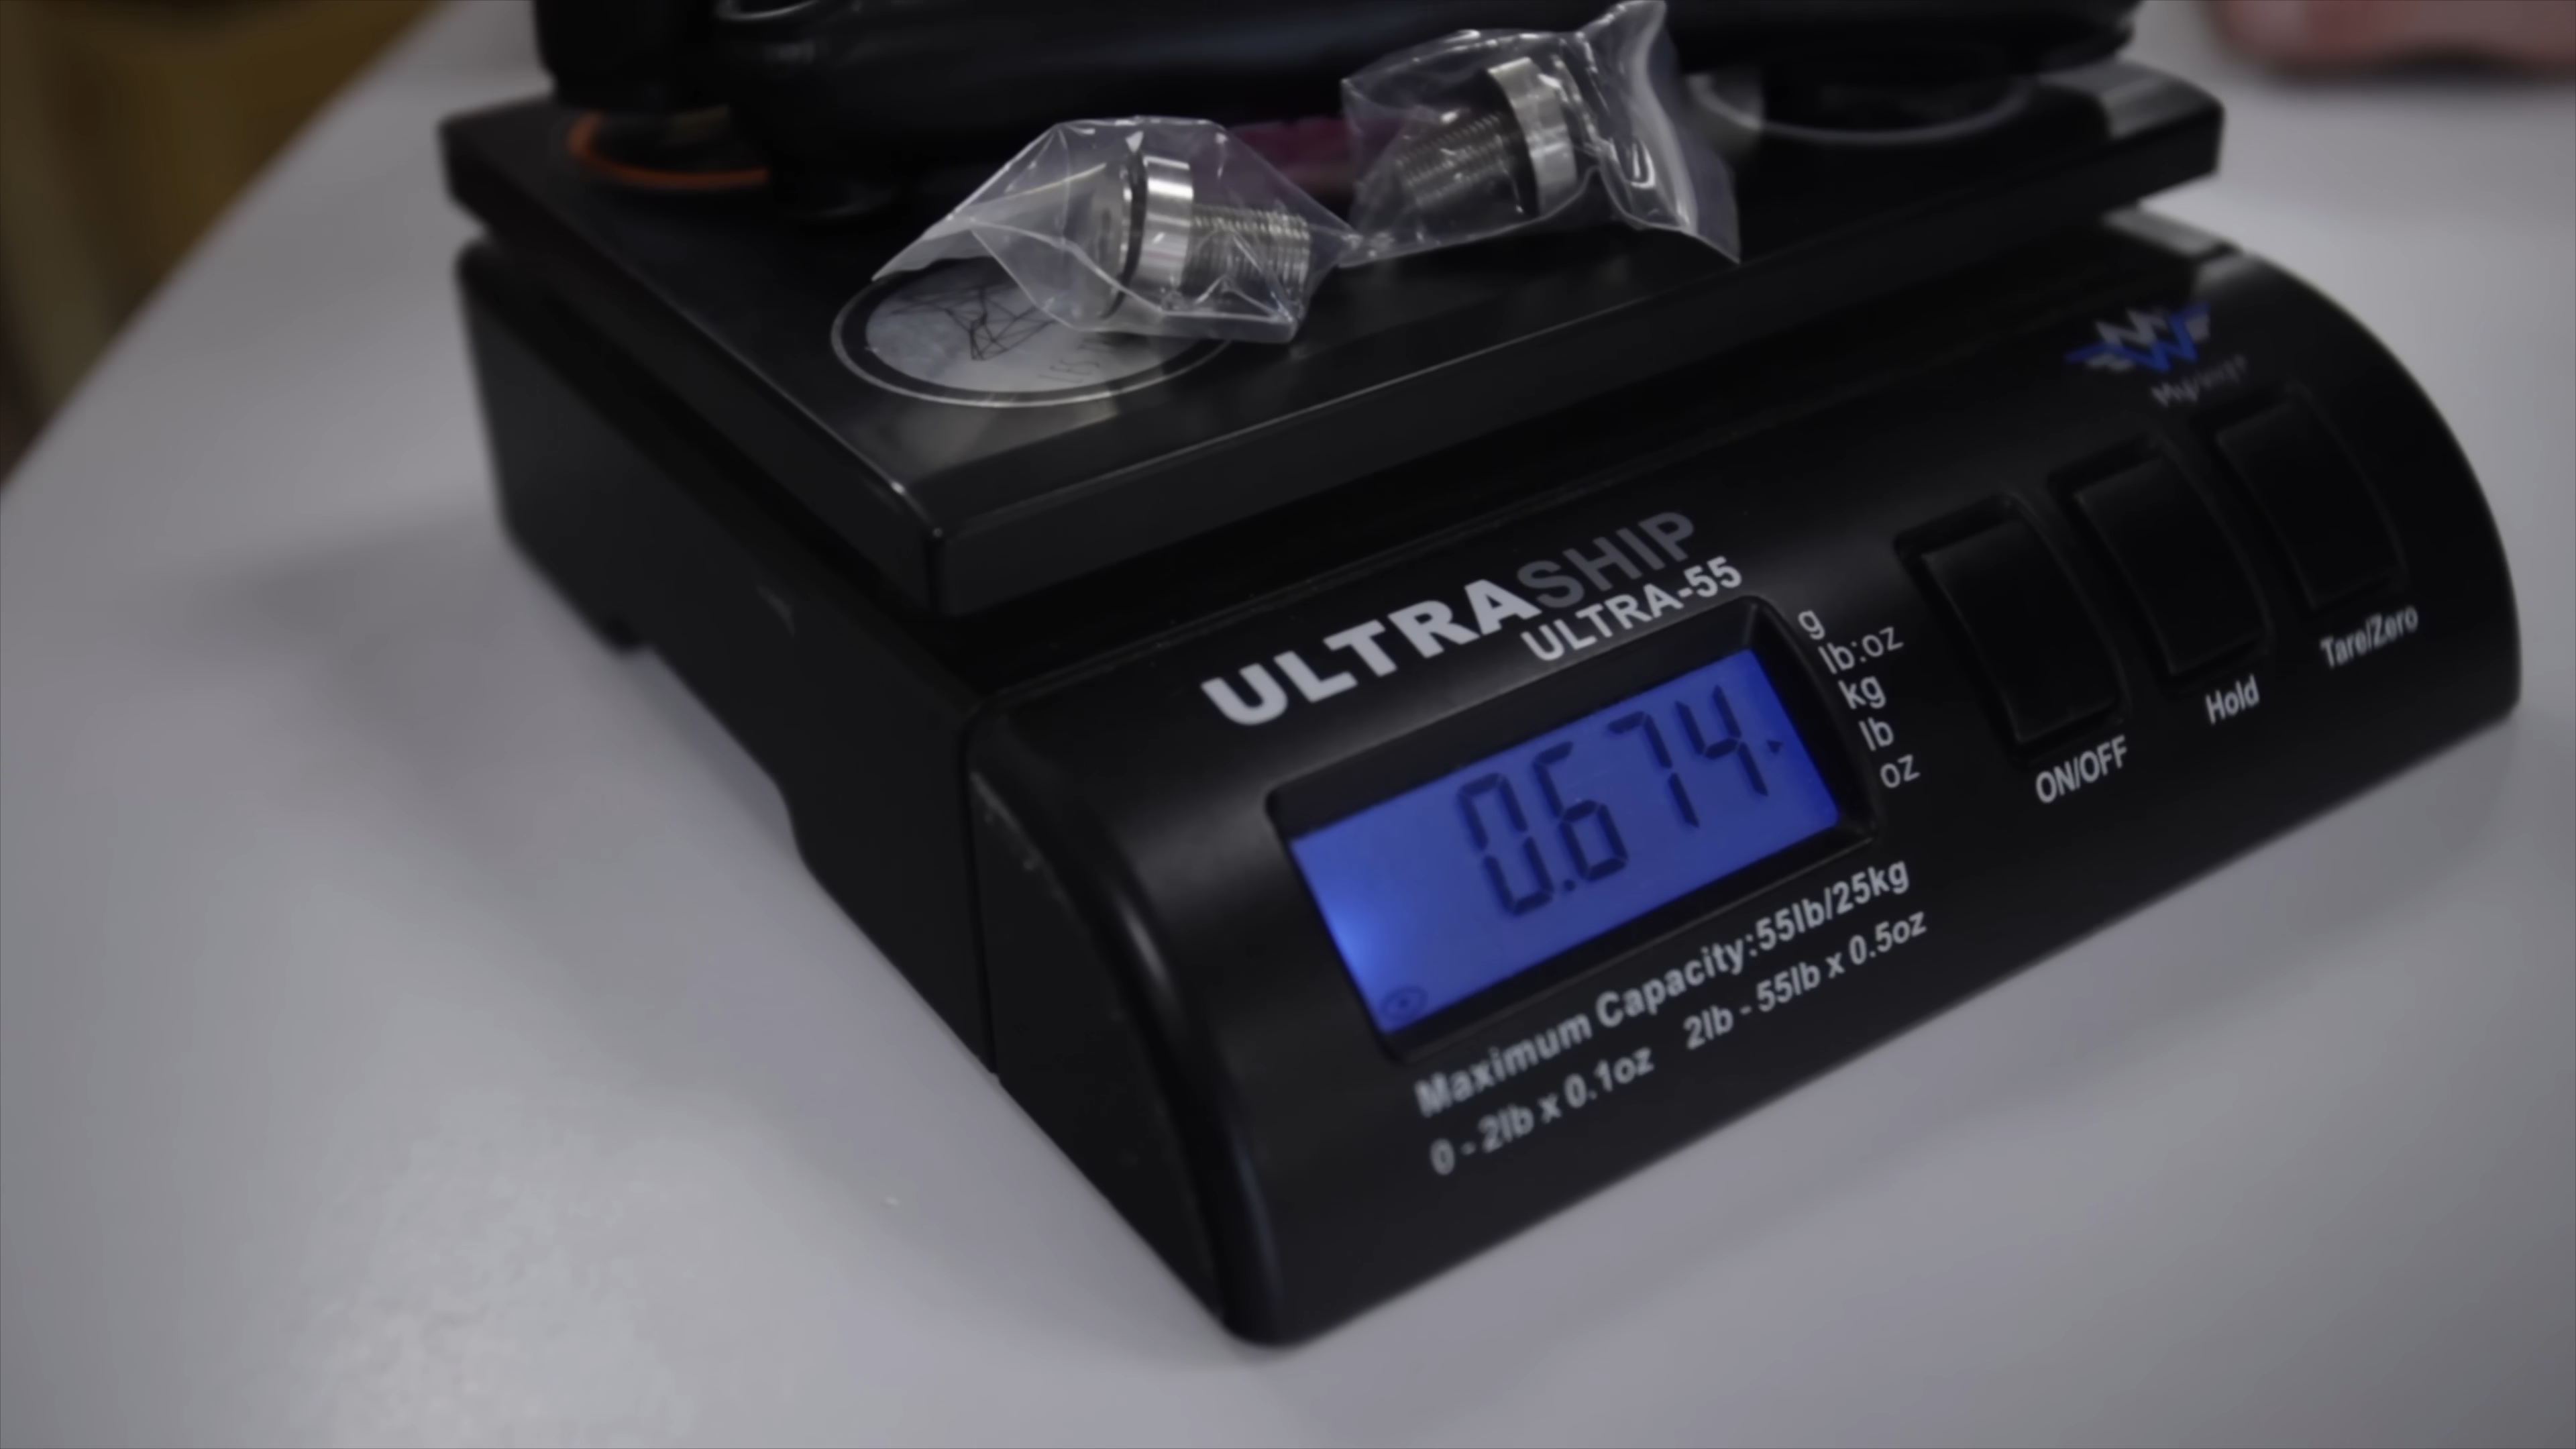 ULTRASHIP
ULTRA-55
g
lb:oz
kg
lb
oz
0.674
ON/OFF
Hold
Tare/Zero
Maximum Capacity:55lb/25kg
0 - 2lb x 0.1oz 2lb - 55lb x 0.5oz